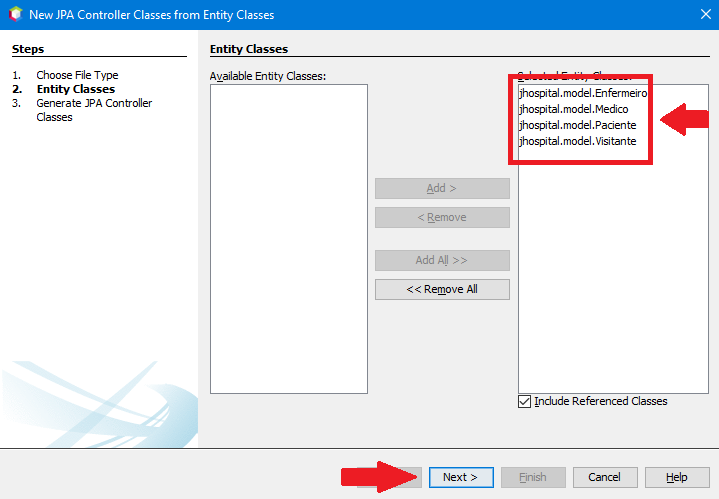 New JPA Controller Classes from Entity Classes
Steps
1. Choose File Type
2. Entity Classes
3. Generate JPA Controller
Classes
Entity Classes
Available Entity Classes:
Selected Entity Classes:
jhospital.model.Enfermeiro
jhospital.model.Medico
jhospital.model.Paciente
jhospital.model.Visitante
Add >
< Remove
Add All >>
<< Remove All
Include Referenced Classes
Next >
Finish
Cancel
Help